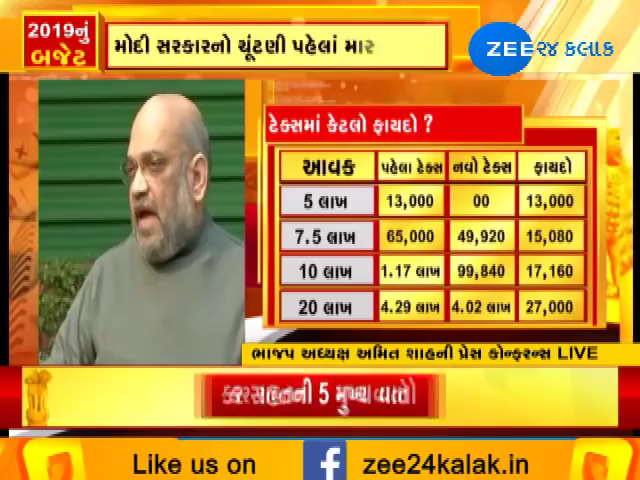 2019નું
બજેટ
મોદી સરકારનો ચૂંટણી પહેલાં માર
ZEE ૨૪ કલાક
ટેક્સમાં કેટલો ફાયદો ?
આવક પહેલા ટેક્સ નવો ટેક્સ ફાયદો
5 લાખ 13,000 00 13,000
7.5 લાખ 65,000 49,920 15,080
10 લાખ 1.17 લાખ 99,840 17,160
20 લાખ 4.29 લાખ 4.02 લાખ 27,000
ભાજપ અધ્યક્ષ અમિત શાહની પ્રેસ કોન્ફરન્સ LIVE
5 મુખ્ય
Like us on f zee24kalak.in